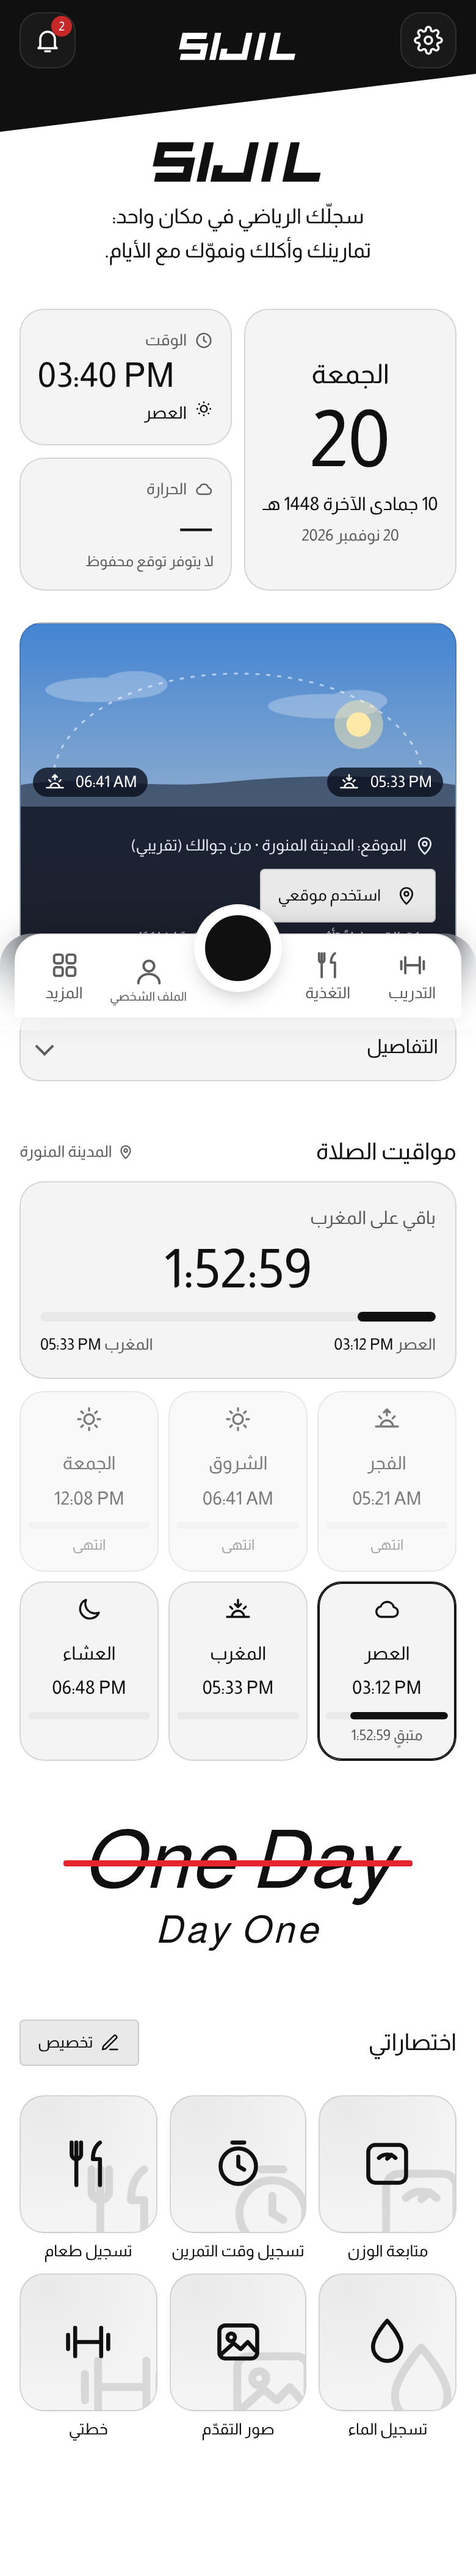 2
SIJIL
SIJIL
سجلّك الرياضي في مكان واحد:
تمارينك وأكلك ونموّك مع الأيام.
الجمعة
20
10 جمادى الآخرة 1448 هـ
20 نوفمبر 2026
الوقت
03:40 PM
العصر
الحرارة
—
لا يتوفر توقع محفوظ
05:33 PM
06:41 AM
الموقع: المدينة المنورة · من جوالك (تقريبي)
استخدم موقعي
التدريب
التغذية
الملف الشخصي
المزيد
التفاصيل
مواقيت الصلاة
المدينة المنورة
باقي على المغرب
1:52:59
العصر 03:12 PM
المغرب 05:33 PM
الفجر
05:21 AM
انتهى
الشروق
06:41 AM
انتهى
الجمعة
12:08 PM
انتهى
العصر
03:12 PM
متبقٍ 1:52:59
المغرب
05:33 PM
العشاء
06:48 PM
One Day
Day One
اختصاراتي
تخصيص
متابعة الوزن
تسجيل وقت التمرين
تسجيل طعام
تسجيل الماء
صور التقدّم
خطتي